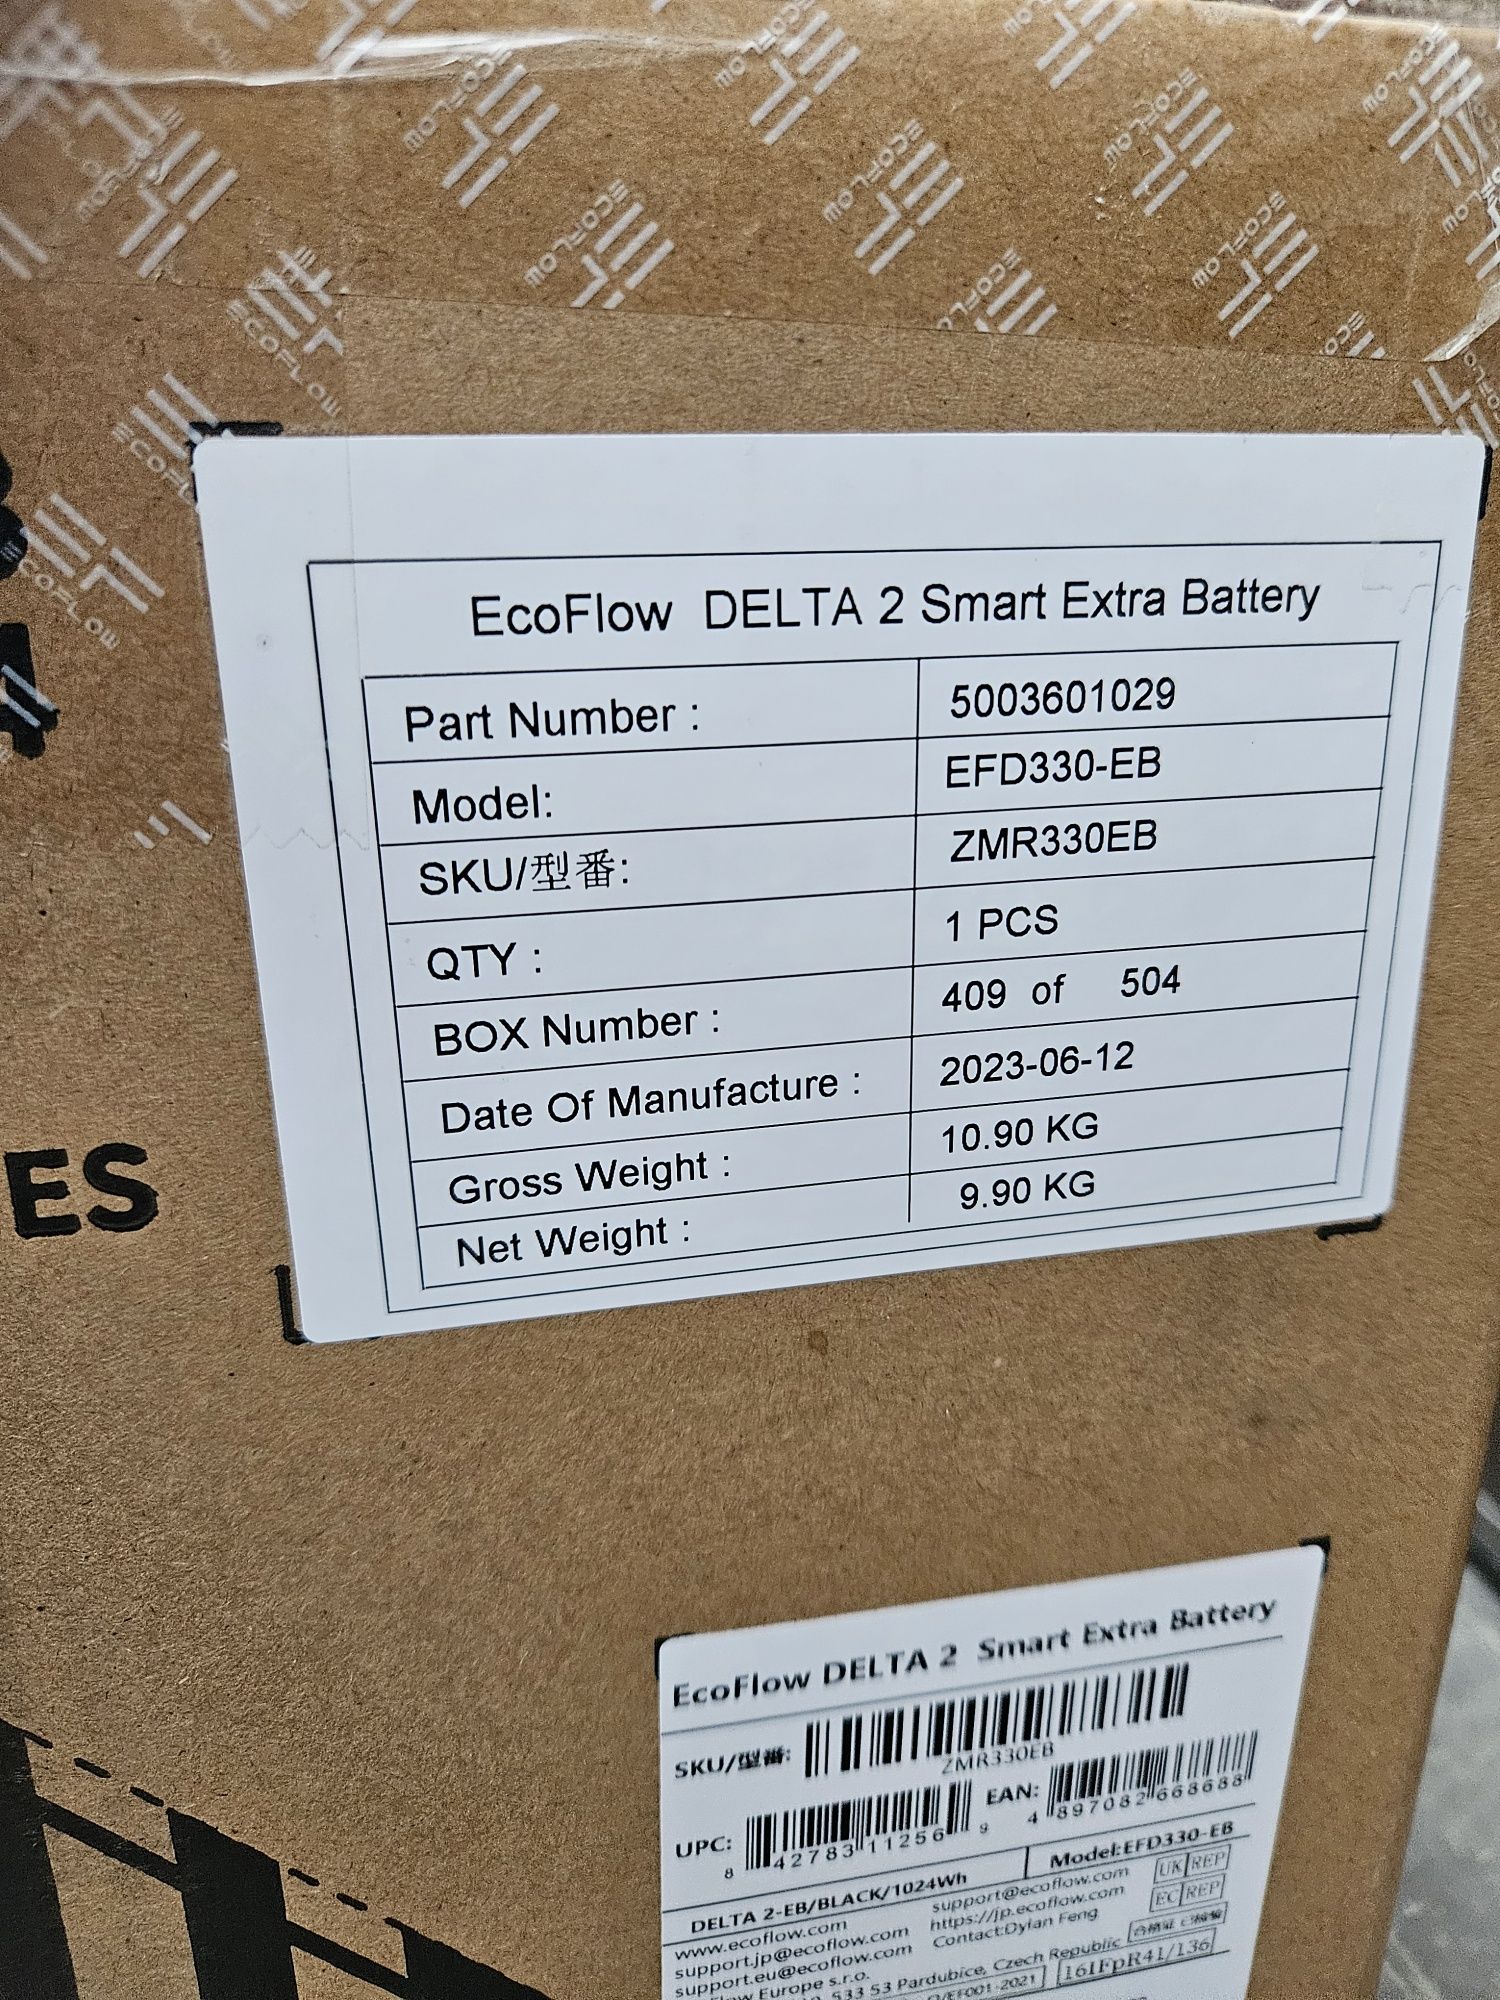 ECOFLOW
EcoFlow DELTA 2 Smart Extra Battery
Part Number : 5003601029
Model: EFD330-EB
SKU/型番: ZMR330EB
QTY : 1 PCS
BOX Number : 409 of 504
Date Of Manufacture : 2023-06-12
Gross Weight : 10.90 KG
Net Weight : 9.90 KG
ES
EcoFlow DELTA 2 Smart Extra Battery
SKU/型番:
ZMR330EB
UPC: 8 42783 11256 9
EAN: 4 897082 668688
DELTA 2-EB/BLACK/1024Wh Model:EFD330-EB
www.ecoflow.com support@ecoflow.com UK REP
support.jp@ecoflow.com https://jp.ecoflow.com EC REP
support.eu@ecoflow.com Contact:Dylan Feng
Europe s.r.o.
533 53 Pardubice, Czech Republic
16IFpR41/136